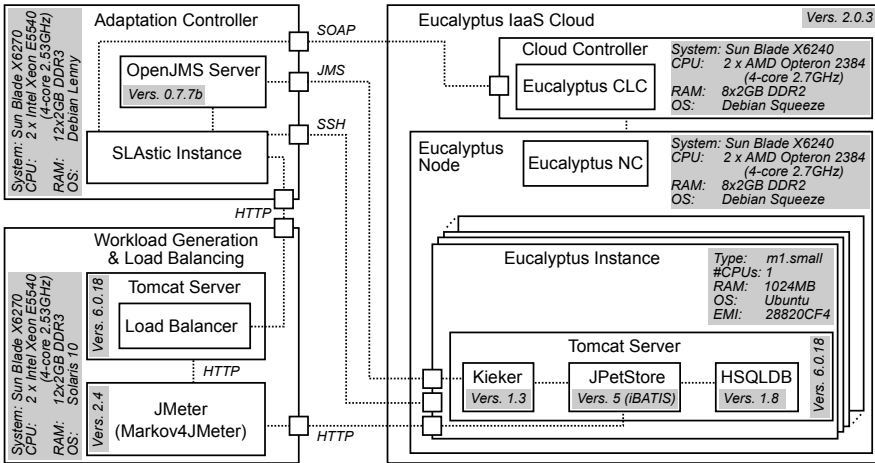 Adaptation Controller
System: Sun Blade X6270
CPU: 2 x Intel Xeon E5540
(4-core 2.53GHz)
RAM: 12x2GB DDR3
OS: Debian Lenny
OpenJMS Server
Vers. 0.7.7b
SLAstic Instance
SOAP
JMS
SSH
HTTP
Workload Generation
& Load Balancing
System: Sun Blade X6270
CPU: 2 x Intel Xeon E5540
(4-core 2.53GHz)
RAM: 12x2GB DDR3
OS: Solaris 10
Tomcat Server
Vers. 6.0.18
Load Balancer
HTTP
JMeter
(Markov4JMeter)
Vers. 2.4
HTTP
Eucalyptus IaaS Cloud
Vers. 2.0.3
Cloud Controller
Eucalyptus CLC
System: Sun Blade X6240
CPU: 2 x AMD Opteron 2384
(4-core 2.7GHz)
RAM: 8x2GB DDR2
OS: Debian Squeeze
Eucalyptus
Node
Eucalyptus NC
System: Sun Blade X6240
CPU: 2 x AMD Opteron 2384
(4-core 2.7GHz)
RAM: 8x2GB DDR2
OS: Debian Squeeze
Eucalyptus Instance
Type: m1.small
#CPUs: 1
RAM: 1024MB
OS: Ubuntu
EMI: 28820CF4
Tomcat Server
Vers. 6.0.18
Kieker
Vers. 1.3
JPetStore
Vers. 5 (iBATIS)
HSQLDB
Vers. 1.8